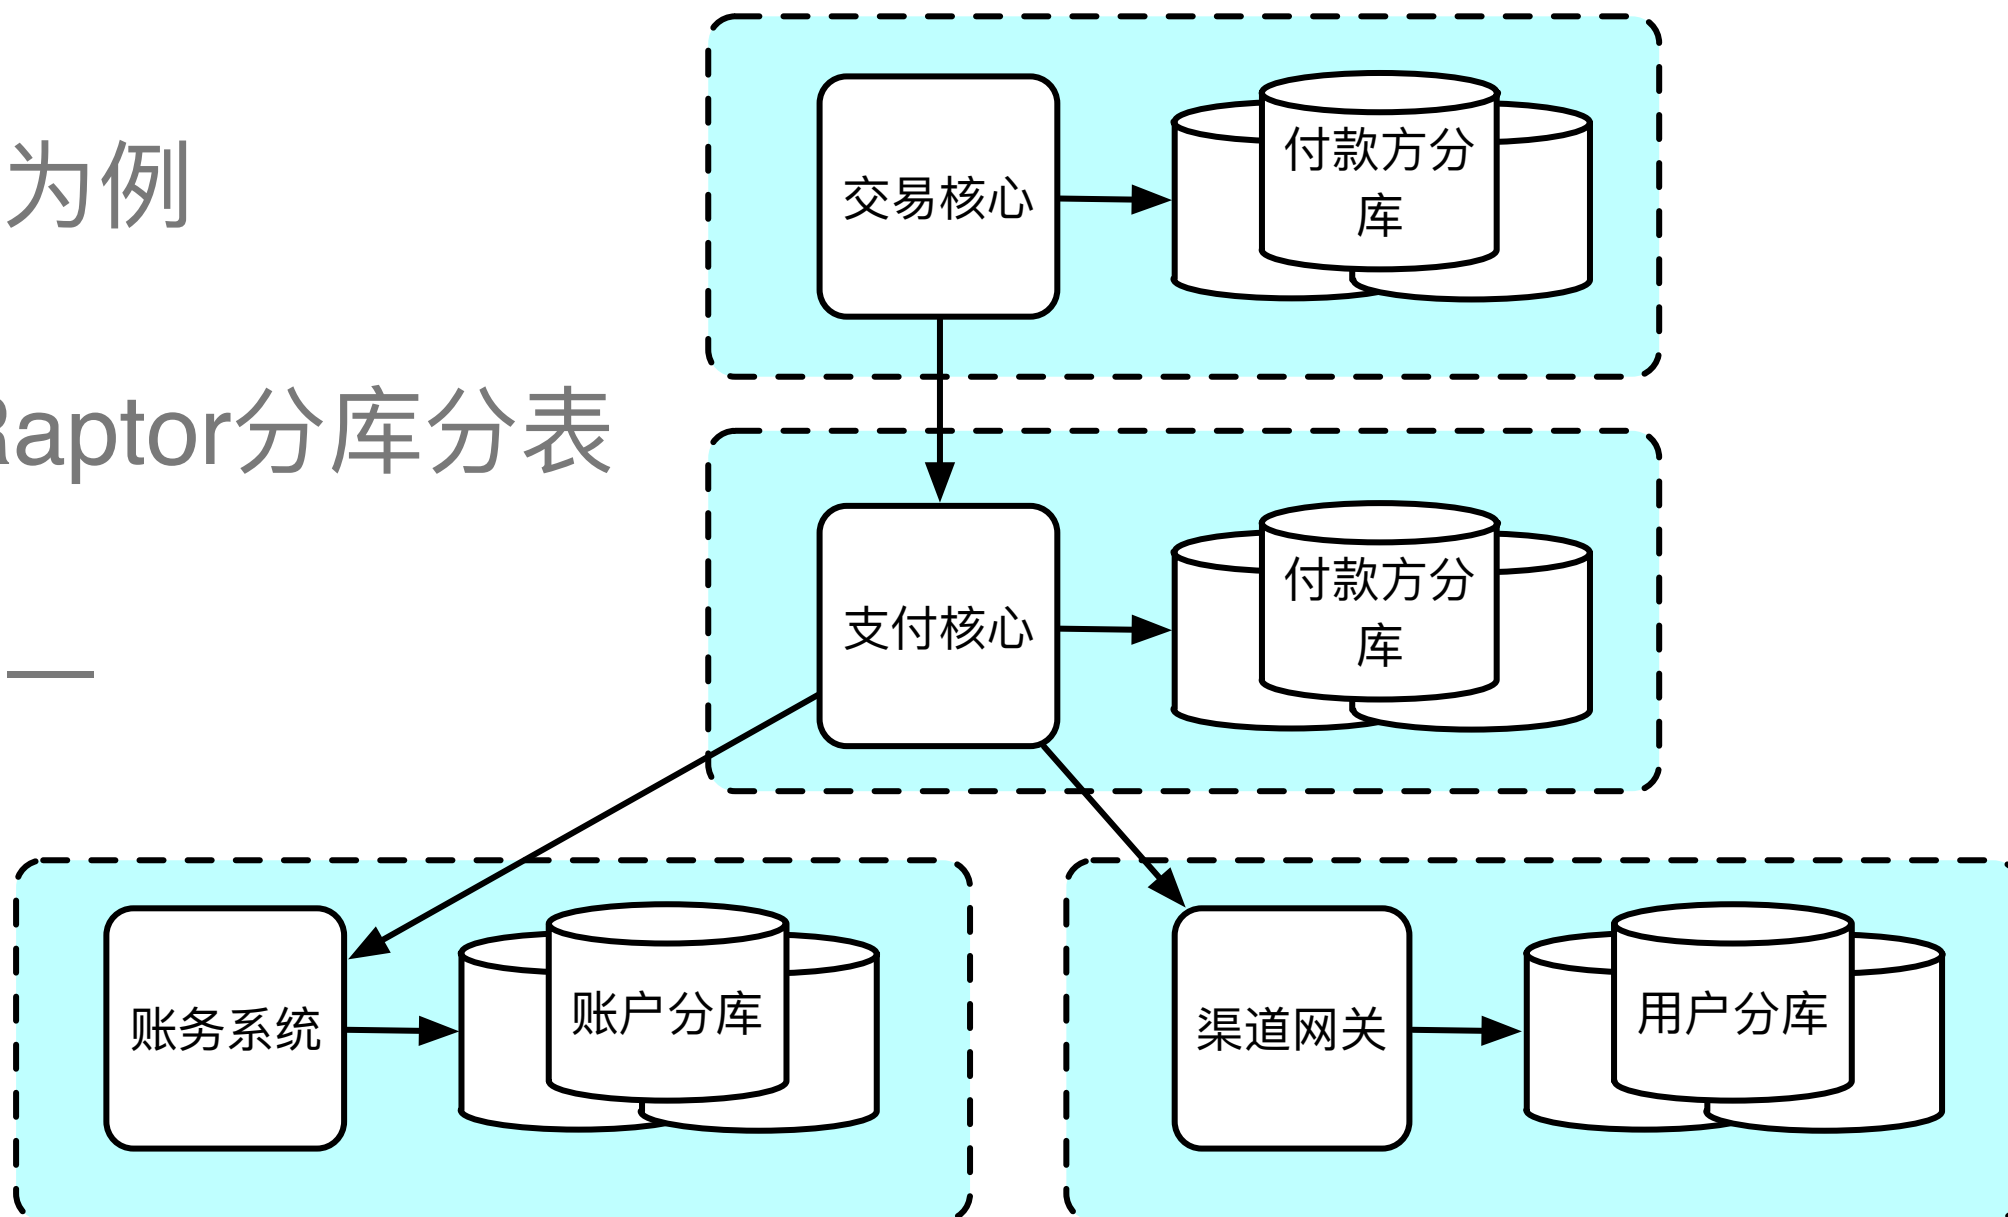 为例
Raptor分库分表
一
交易核心
付款方分
库
支付核心
付款方分
库
账务系统
账户分库
渠道网关
用户分库